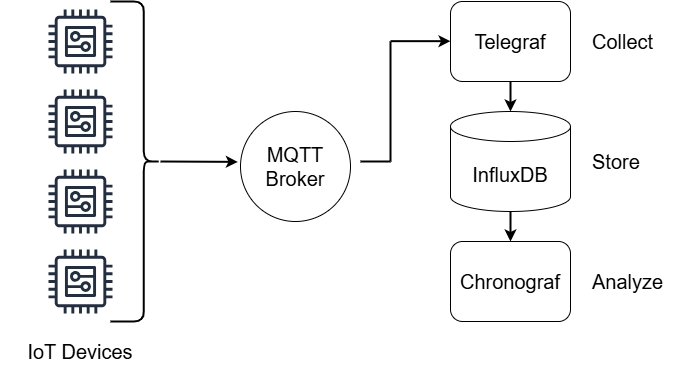 Telegraf
Collect
MQTT
Broker
InfluxDB
Store
Chronograf
Analyze
IoT Devices